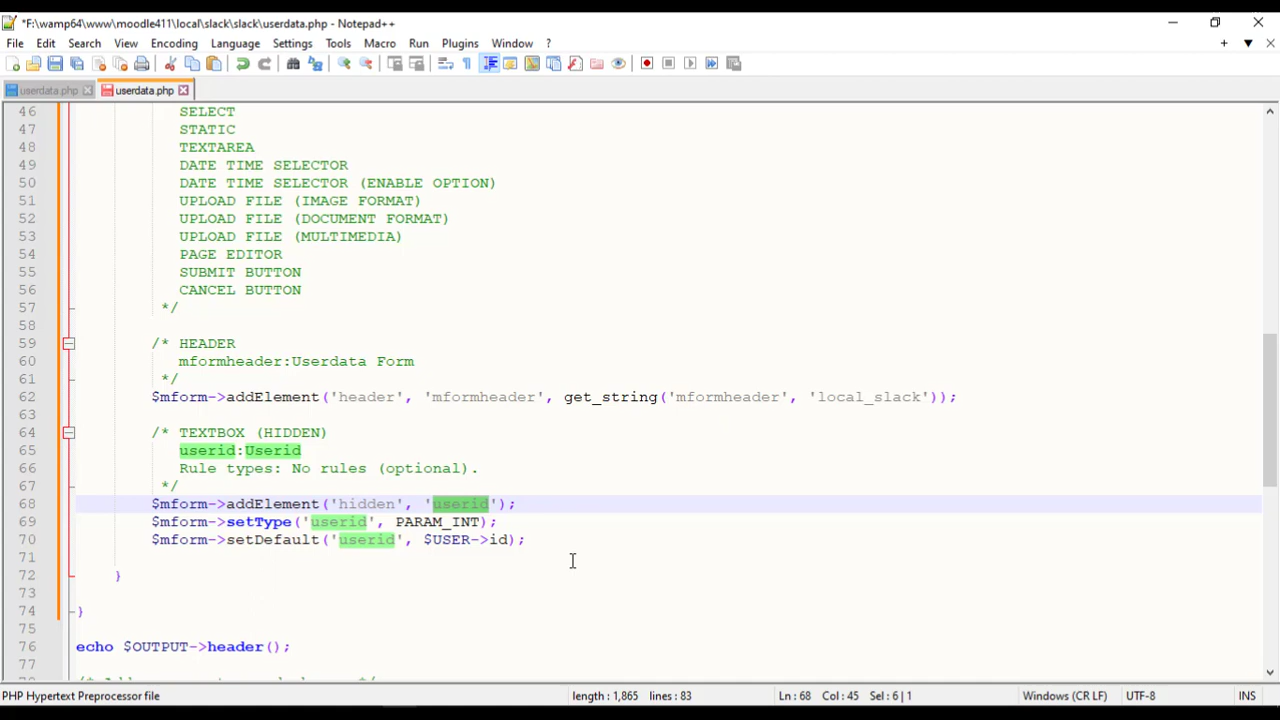 *F:\wamp64\www\moodle411\local\slack\slack\userdata.php - Notepad++
File Edit Search View Encoding Language Settings Tools Macro Run Plugins Window ?
userdata.php userdata.php
46 SELECT
47 STATIC
48 TEXTAREA
49 DATE TIME SELECTOR
50 DATE TIME SELECTOR (ENABLE OPTION)
51 UPLOAD FILE (IMAGE FORMAT)
52 UPLOAD FILE (DOCUMENT FORMAT)
53 UPLOAD FILE (MULTIMEDIA)
54 PAGE EDITOR
55 SUBMIT BUTTON
56 CANCEL BUTTON
57 */
58
59 /* HEADER
60 mformheader:Userdata Form
61 */
62 $mform->addElement('header', 'mformheader', get_string('mformheader', 'local_slack'));
63
64 /* TEXTBOX (HIDDEN)
65 userid:Userid
66 Rule types: No rules (optional).
67 */
68 $mform->addElement('hidden', 'userid');
69 $mform->setType('userid', PARAM_INT);
70 $mform->setDefault('userid', $USER->id);
71
72 }
73
74 }
75
76 echo $OUTPUT->header();
77
PHP Hypertext Preprocessor file length : 1,865 lines : 83 Ln : 68 Col : 45 Sel : 6 | 1 Windows (CR LF) UTF-8 INS